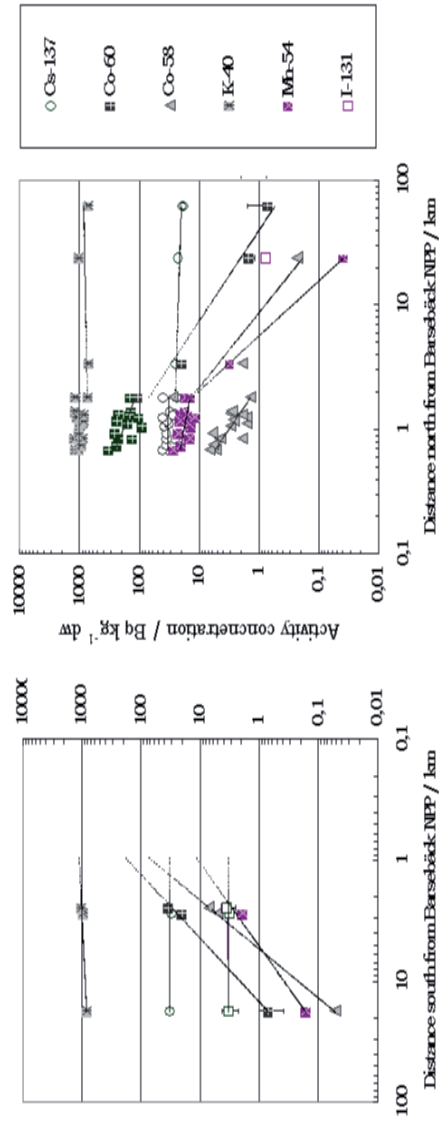 Cs-137
Co-60
Co-58
K-40
Mn-54
I-131
10000
1000
100
10
1
0,1
0,01
Activity concnetration / Bq kg⁻¹ dw
0,1
1
10
100
Distance north from Barsebäck NPP / km
1000
100
10
1
0,1
0,01
100
10
1
0,1
Distance south from Barsebäck NPP / km